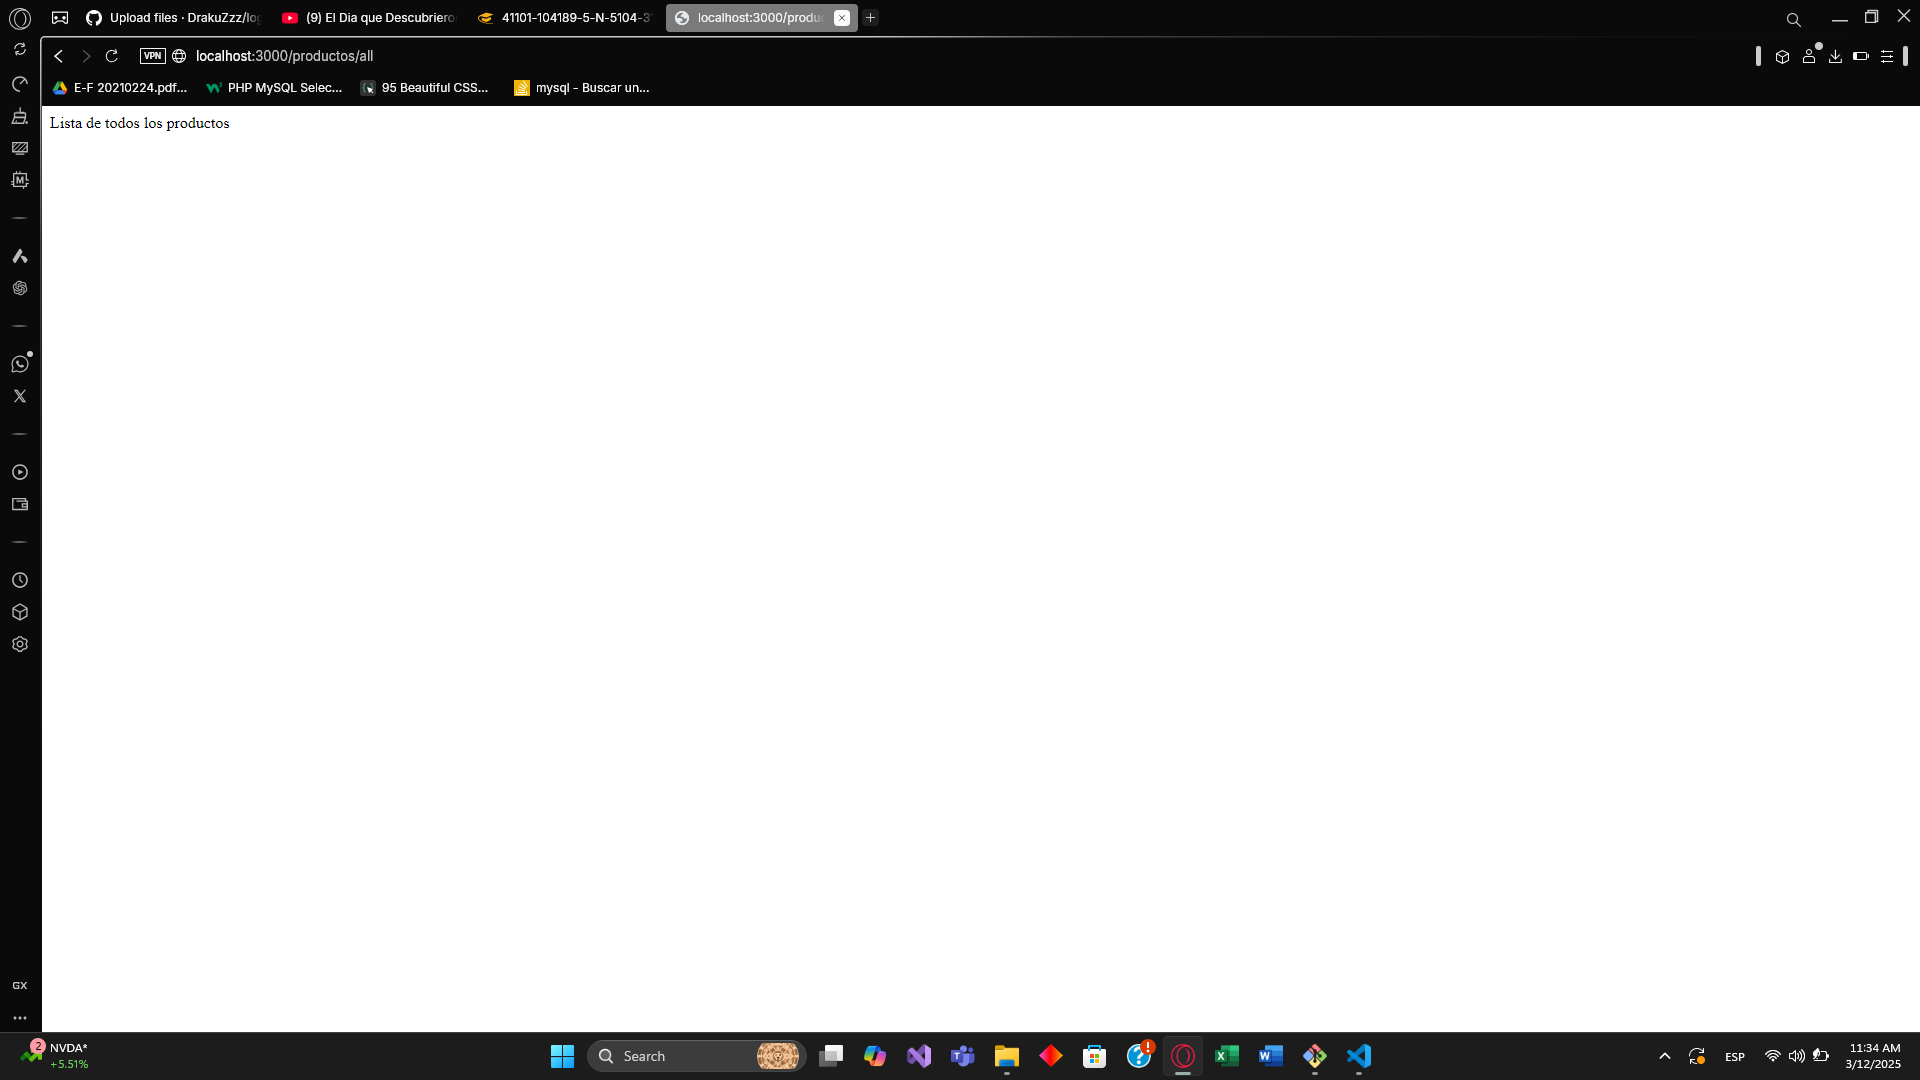 Upload files · DrakuZzz/log
(9) El Dia que Descubriero
41101-104189-5-N-5104-3
localhost:3000/produc
VPN
localhost:3000/productos/all
E-F 20210224.pdf...
PHP MySQL Selec...
95 Beautiful CSS...
mysql - Buscar un...
Lista de todos los productos
M
GX
2
NVDA*
+5.51%
Search
ESP
11:34 AM
3/12/2025